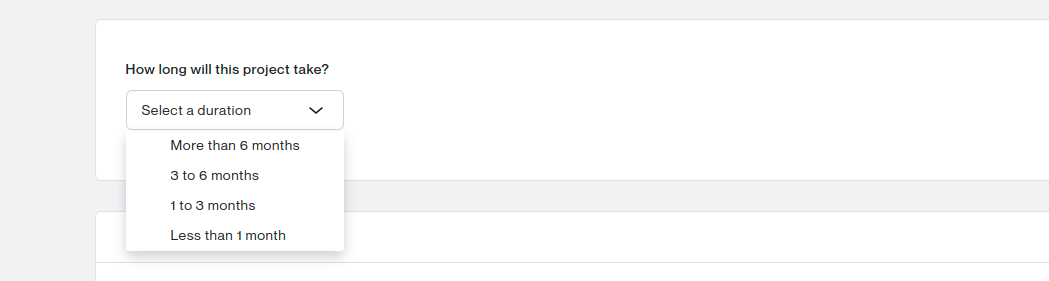 How long will this project take?
Select a duration
More than 6 months
3 to 6 months
1 to 3 months
Less than 1 month